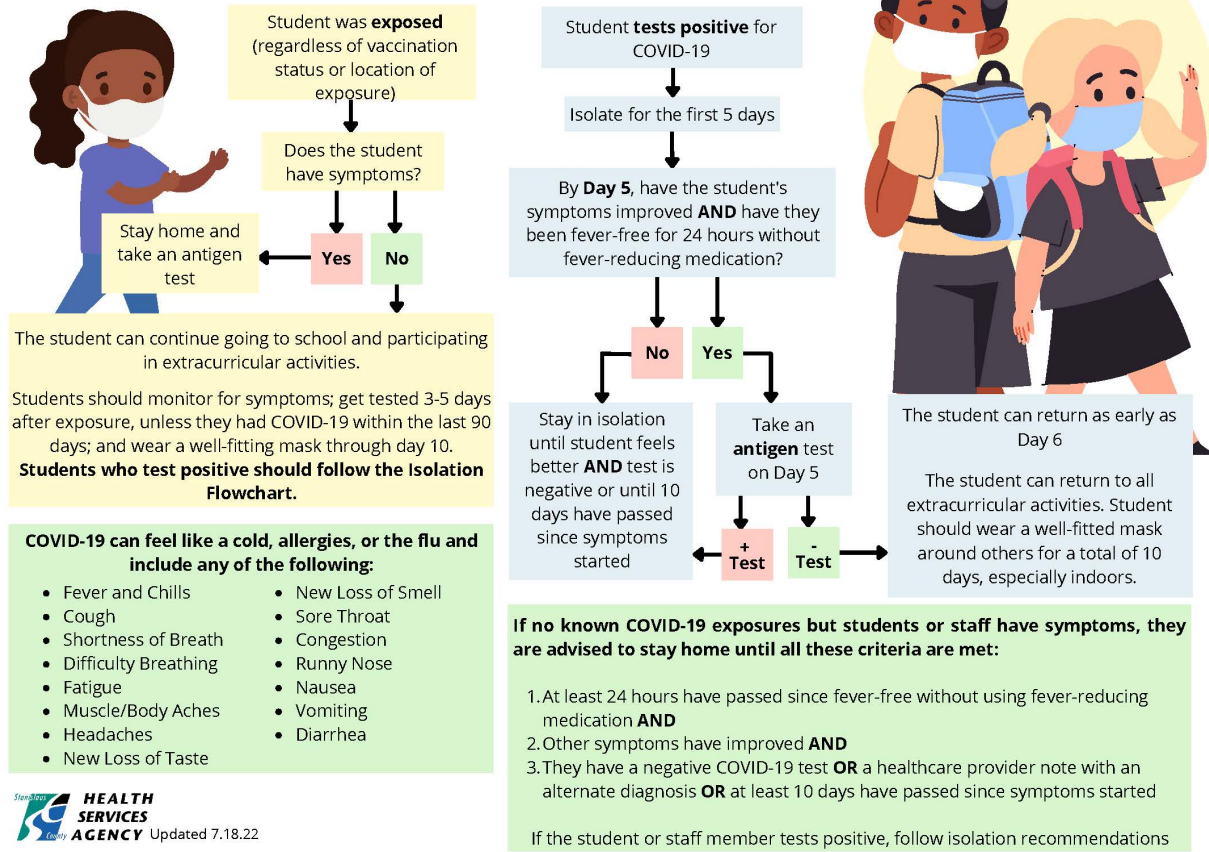 Student was exposed
(regardless of vaccination
status or location of
exposure)
Does the student
have symptoms?
Yes
No
Stay home and
take an antigen
test
The student can continue going to school and participating
in extracurricular activities.
Students should monitor for symptoms; get tested 3-5 days
after exposure, unless they had COVID-19 within the last 90
days; and wear a well-fitting mask through day 10.
Students who test positive should follow the Isolation
Flowchart.
COVID-19 can feel like a cold, allergies, or the flu and
include any of the following:
• Fever and Chills
• Cough
• Shortness of Breath
• Difficulty Breathing
• Fatigue
• Muscle/Body Aches
• Headaches
• New Loss of Taste
• New Loss of Smell
• Sore Throat
• Congestion
• Runny Nose
• Nausea
• Vomiting
• Diarrhea
Stanislaus
County
HEALTH
SERVICES
AGENCY Updated 7.18.22
Student tests positive for
COVID-19
Isolate for the first 5 days
By Day 5, have the student's
symptoms improved AND have they
been fever-free for 24 hours without
fever-reducing medication?
No
Yes
Stay in isolation
until student feels
better AND test is
negative or until 10
days have passed
since symptoms
started
Take an
antigen test
on Day 5
+
Test
-
Test
The student can return as early as
Day 6
The student can return to all
extracurricular activities. Student
should wear a well-fitted mask
around others for a total of 10
days, especially indoors.
If no known COVID-19 exposures but students or staff have symptoms, they
are advised to stay home until all these criteria are met:
1. At least 24 hours have passed since fever-free without using fever-reducing
medication AND
2. Other symptoms have improved AND
3. They have a negative COVID-19 test OR a healthcare provider note with an
alternate diagnosis OR at least 10 days have passed since symptoms started
If the student or staff member tests positive, follow isolation recommendations